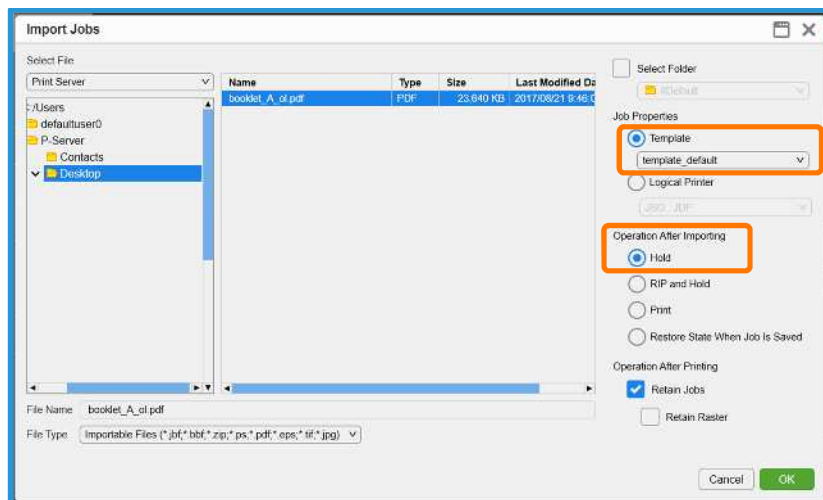 Import Jobs
Select File
Print Server
:/Users
defaultuser0
P-Server
Contacts
Desktop
Name Type Size Last Modified Da
booklet_A_ol.pdf PDF 23,640 KB 2017/08/21 9:46:0
Select Folder
#Default
Job Properties
Template
template_default
Logical Printer
JSO_JDF
Operation After Importing
Hold
RIP and Hold
Print
Restore State When Job Is Saved
Operation After Printing
Retain Jobs
Retain Raster
File Name booklet_A_ol.pdf
File Type Importable Files (*.jbf;*.bbf;*.zip;*.ps;*.pdf;*.eps;*.tif;*.jpg)
Cancel OK